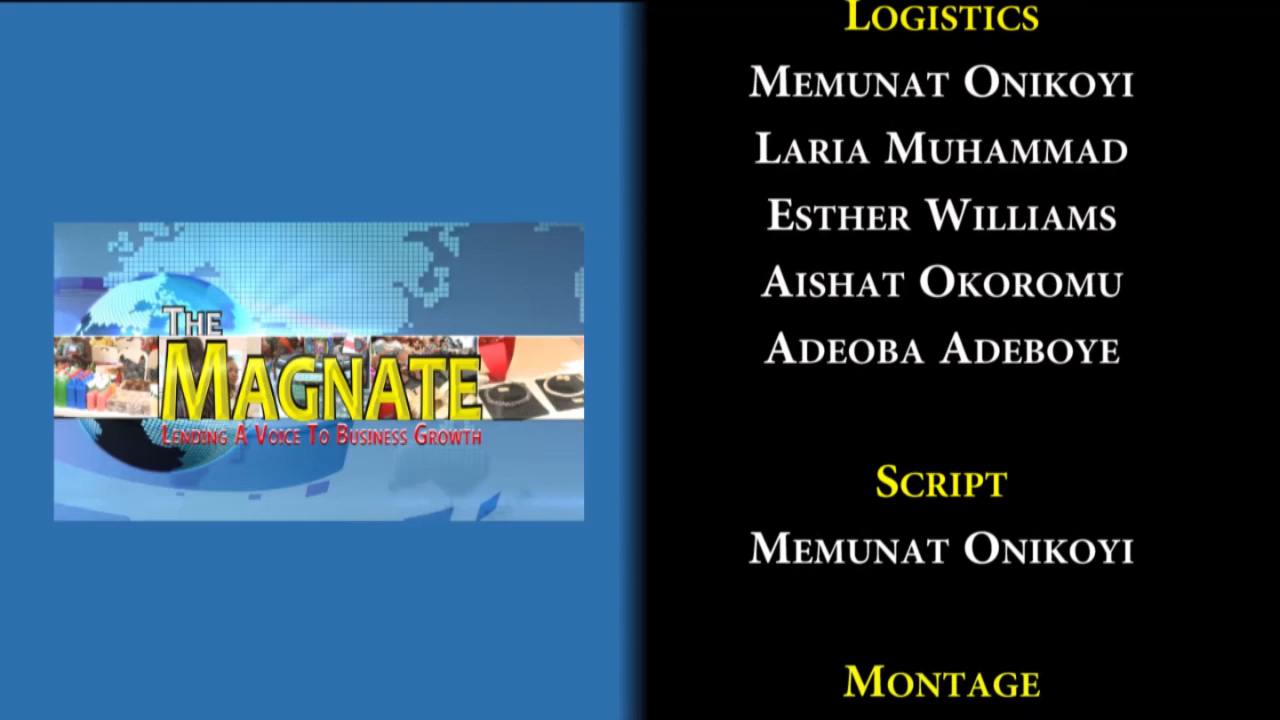 THE
MAGNATE
LENDING A VOICE TO BUSINESS GROWTH
LOGISTICS
MEMUNAT ONIKOYI
LARIA MUHAMMAD
ESTHER WILLIAMS
AISHAT OKOROMU
ADEOBA ADEBOYE
SCRIPT
MEMUNAT ONIKOYI
MONTAGE